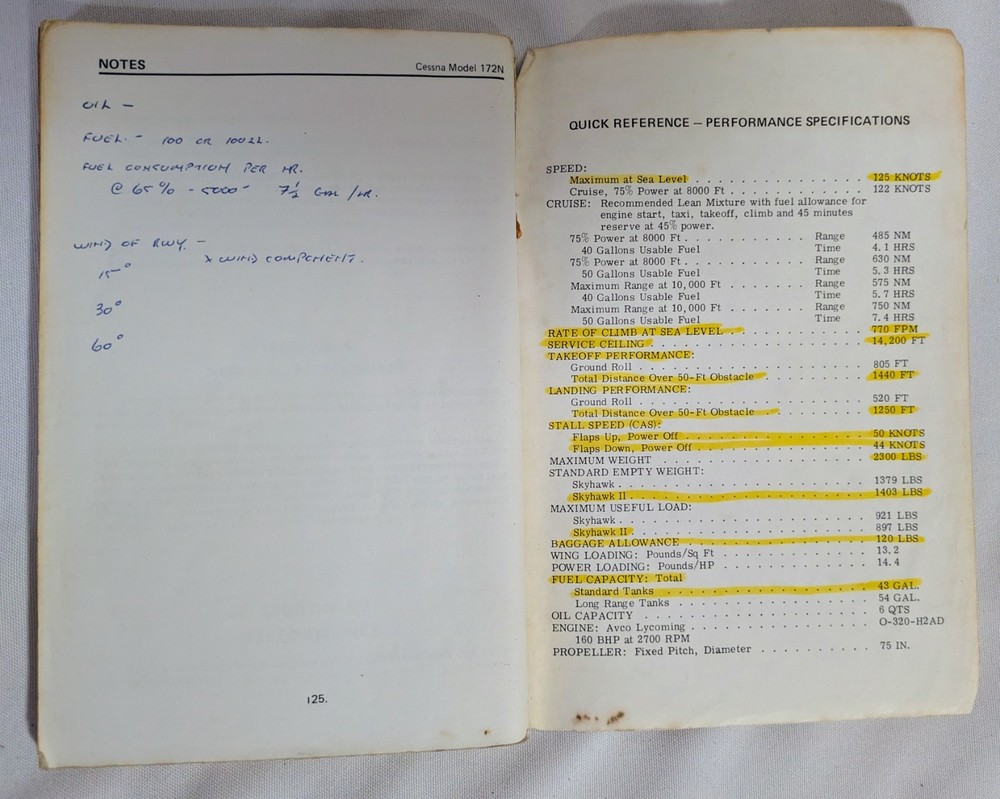 NOTES Cessna Model 172N
OIL —
FUEL. - 100 OR 100LL.
FUEL CONSUMPTION PER HR.
@ 65% - 5000' 7½ GAL/HR.
WIND OF RWY. -
X WIND COMPONENT.
15°
30°
60°
125.
QUICK REFERENCE — PERFORMANCE SPECIFICATIONS
SPEED:
Maximum at Sea Level . . . . . . . . . . . . . . . . 125 KNOTS
Cruise, 75% Power at 8000 Ft . . . . . . . . . . . . 122 KNOTS
CRUISE: Recommended Lean Mixture with fuel allowance for
engine start, taxi, takeoff, climb and 45 minutes
reserve at 45% power.
75% Power at 8000 Ft . . . . . . . . . . Range 485 NM
40 Gallons Usable Fuel Time 4.1 HRS
75% Power at 8000 Ft . . . . . . . . . . Range 630 NM
50 Gallons Usable Fuel Time 5.3 HRS
Maximum Range at 10,000 Ft . . . . . . . Range 575 NM
40 Gallons Usable Fuel Time 5.7 HRS
Maximum Range at 10,000 Ft . . . . . . . Range 750 NM
50 Gallons Usable Fuel Time 7.4 HRS
RATE OF CLIMB AT SEA LEVEL . . . . . . . . . . . . 770 FPM
SERVICE CEILING . . . . . . . . . . . . . . . . . . 14,200 FT
TAKEOFF PERFORMANCE:
Ground Roll . . . . . . . . . . . . . . . . . . . . 805 FT
Total Distance Over 50-Ft Obstacle . . . . . . . . . 1440 FT
LANDING PERFORMANCE:
Ground Roll . . . . . . . . . . . . . . . . . . . . 520 FT
Total Distance Over 50-Ft Obstacle . . . . . . . . . 1250 FT
STALL SPEED (CAS):
Flaps Up, Power Off . . . . . . . . . . . . . . . . 50 KNOTS
Flaps Down, Power Off . . . . . . . . . . . . . . . 44 KNOTS
MAXIMUM WEIGHT . . . . . . . . . . . . . . . . . . 2300 LBS
STANDARD EMPTY WEIGHT:
Skyhawk . . . . . . . . . . . . . . . . . . . . . . 1379 LBS
Skyhawk II . . . . . . . . . . . . . . . . . . . . . 1403 LBS
MAXIMUM USEFUL LOAD:
Skyhawk . . . . . . . . . . . . . . . . . . . . . . 921 LBS
Skyhawk II . . . . . . . . . . . . . . . . . . . . . 897 LBS
BAGGAGE ALLOWANCE . . . . . . . . . . . . . . . . 120 LBS
WING LOADING: Pounds/Sq Ft . . . . . . . . . . . . 13.2
POWER LOADING: Pounds/HP . . . . . . . . . . . . . 14.4
FUEL CAPACITY: Total
Standard Tanks . . . . . . . . . . . . . . . . . . . 43 GAL.
Long Range Tanks . . . . . . . . . . . . . . . . . . 54 GAL.
OIL CAPACITY . . . . . . . . . . . . . . . . . . . 6 QTS
ENGINE: Avco Lycoming . . . . . . . . . . . . . . . O-320-H2AD
160 BHP at 2700 RPM
PROPELLER: Fixed Pitch, Diameter . . . . . . . . . . 75 IN.